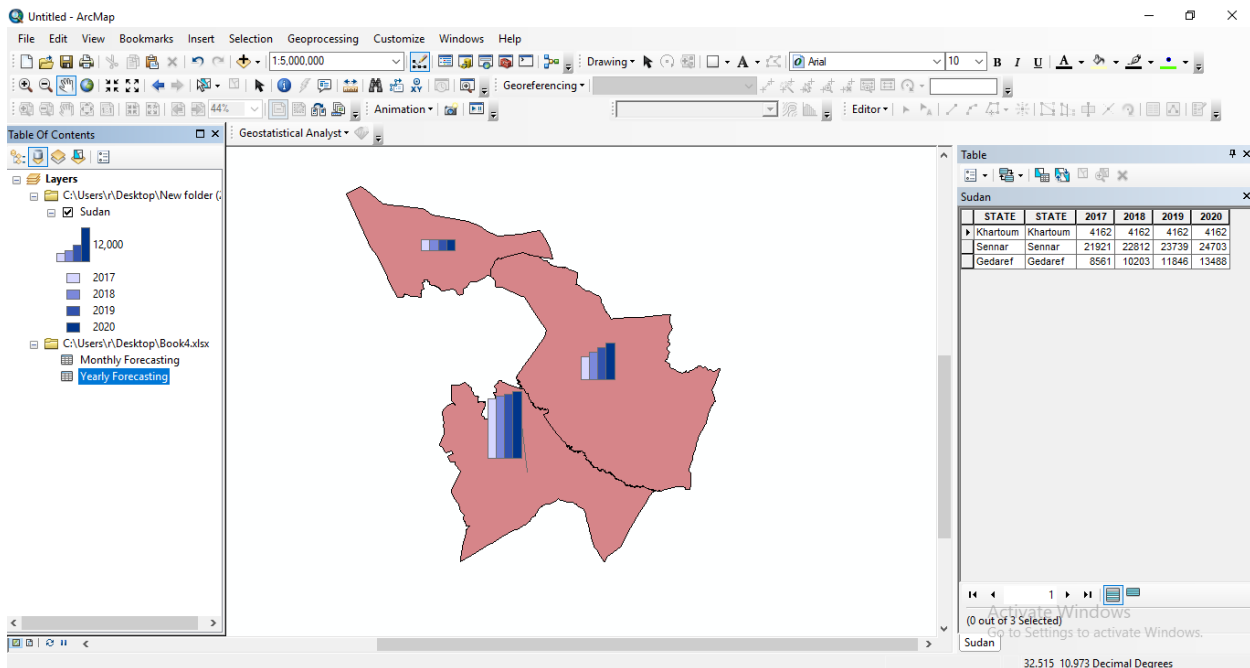 Untitled - ArcMap
File Edit View Bookmarks Insert Selection Geoprocessing Customize Windows Help
1:5,000,000 Drawing Arial 10 B I U A
Georeferencing
44% Animation Editor
Table Of Contents
Geostatistical Analyst
Layers
C:\Users\r\Desktop\New folder (
Sudan
12,000
2017
2018
2019
2020
C:\Users\r\Desktop\Book4.xlsx
Monthly Forecasting
Yearly Forecasting
Table
Sudan
STATE STATE 2017 2018 2019 2020
Khartoum Khartoum 4162 4162 4162 4162
Sennar Sennar 21921 22812 23739 24703
Gedaref Gedaref 8561 10203 11846 13488
1
Activate Windows
(0 out of 3 Selected)
Go to Settings to activate Windows.
Sudan
32.515 10.973 Decimal Degrees